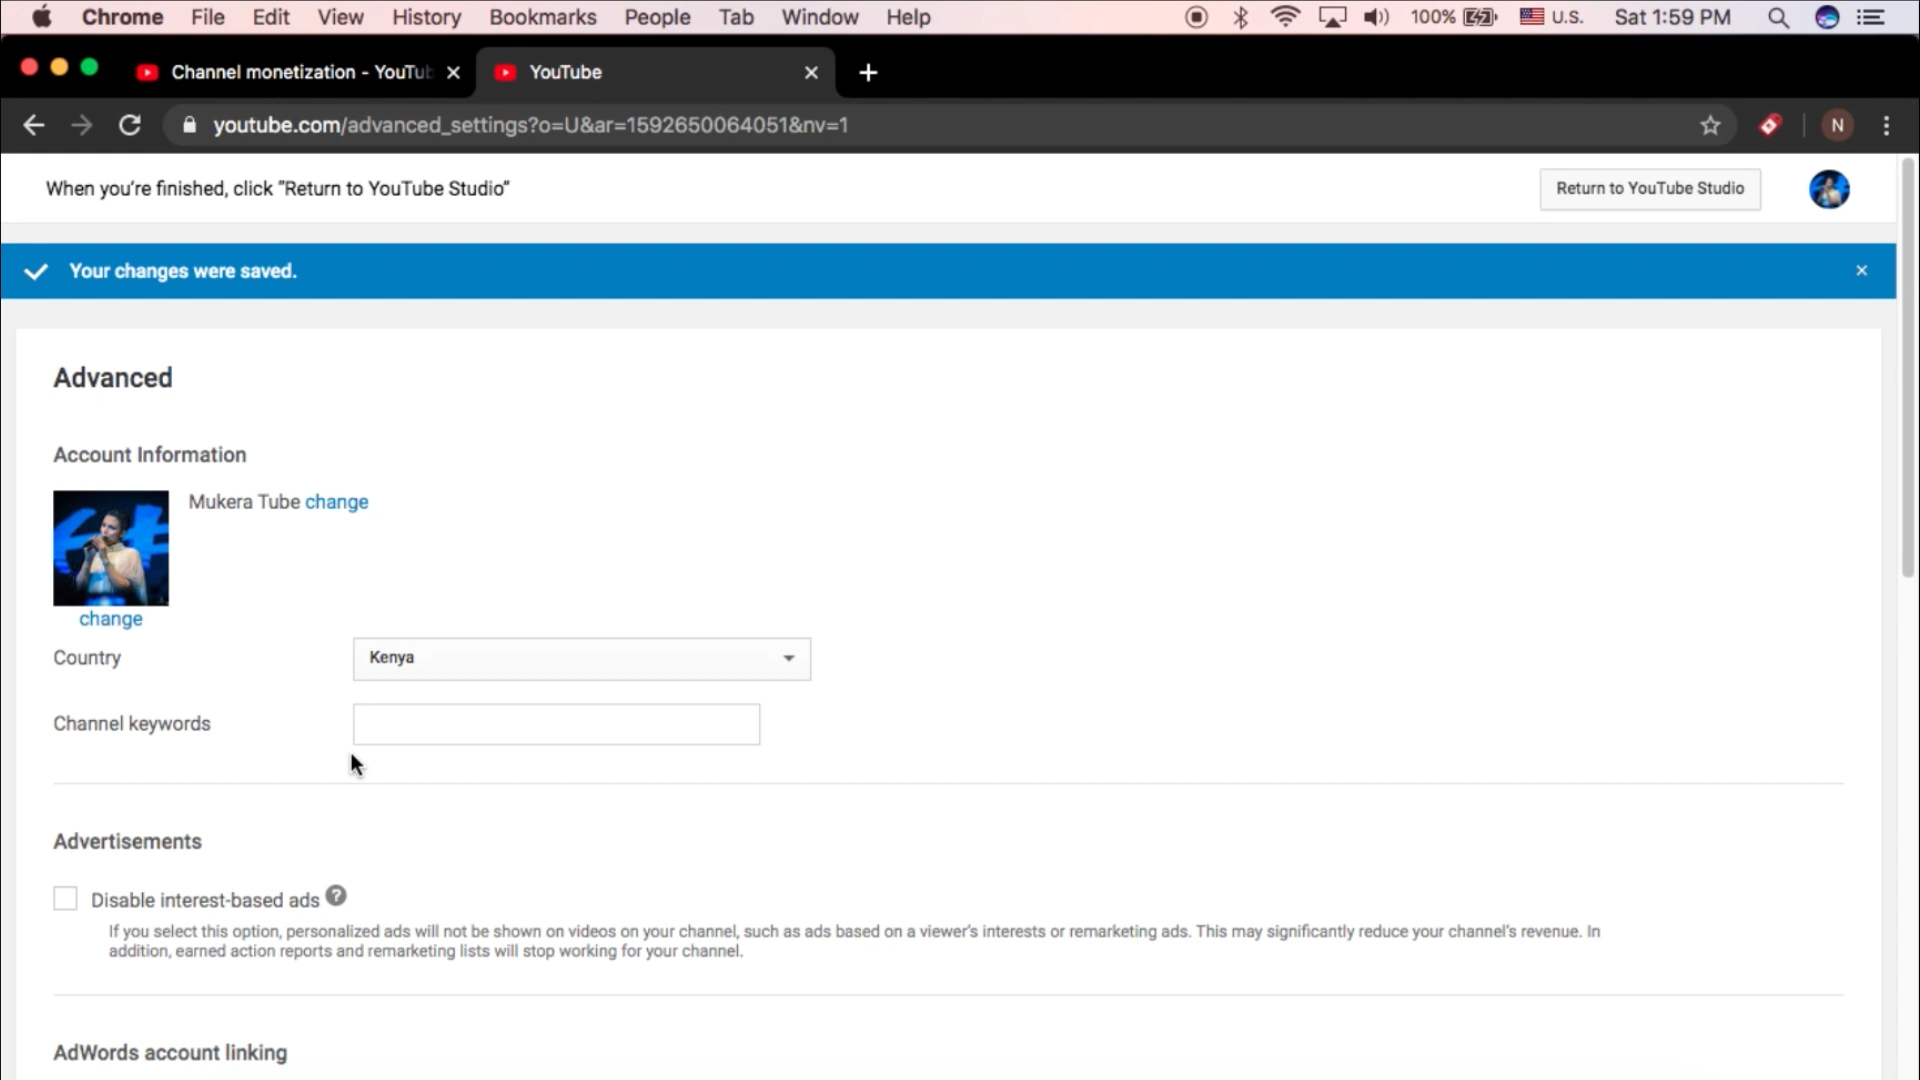 Chrome File Edit View History Bookmarks People Tab Window Help 100% U.S. Sat 1:59 PM
Channel monetization - YouTub YouTube
youtube.com/advanced_settings?o=U&ar=1592650064051&nv=1 N
When you're finished, click "Return to YouTube Studio" Return to YouTube Studio
Your changes were saved.
Advanced
Account Information
Mukera Tube change
change
Country Kenya
Channel keywords
Advertisements
Disable interest-based ads ?
If you select this option, personalized ads will not be shown on videos on your channel, such as ads based on a viewer's interests or remarketing ads. This may significantly reduce your channel's revenue. In
addition, earned action reports and remarketing lists will stop working for your channel.
AdWords account linking